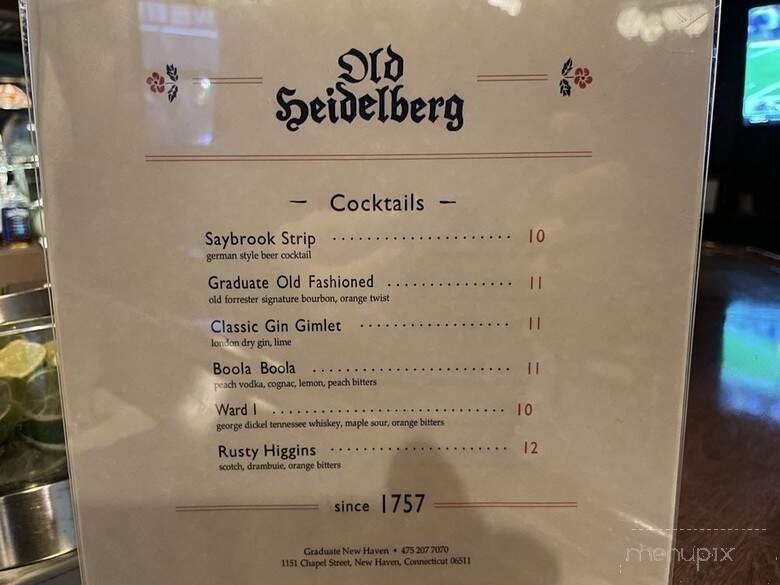 Old
Heidelberg
– Cocktails –
Saybrook Strip ..................... 10
german style beer cocktail
Graduate Old Fashioned ............... 11
old forrester signature bourbon, orange twist
Classic Gin Gimlet .................. 11
london dry gin, lime
Boola Boola ........................ 11
peach vodka, cognac, lemon, peach bitters
Ward I ............................ 10
george dickel tennessee whiskey, maple sour, orange bitters
Rusty Higgins ..................... 12
scotch, drambuie, orange bitters
since 1757
Graduate New Haven • 475 207 7070
1151 Chapel Street, New Haven, Connecticut 06511
menupix